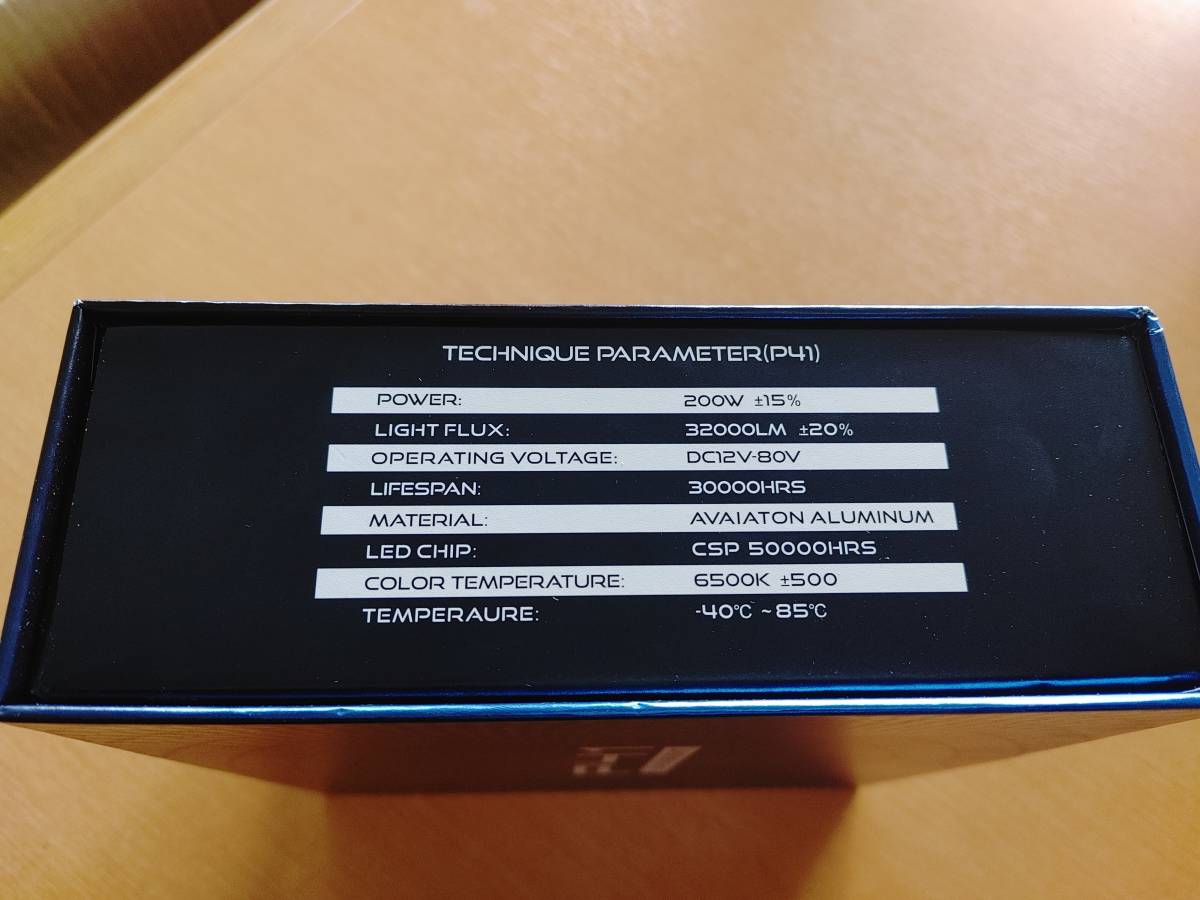 TECHNIQUE PARAMETER(P41)
POWER: 200W ±15%
LIGHT FLUX: 32000LM ±20%
OPERATING VOLTAGE: DC12V-80V
LIFESPAN: 30000HRS
MATERIAL: AVAIATON ALUMINUM
LED CHIP: CSP 50000HRS
COLOR TEMPERATURE: 6500K ±500
TEMPERAURE: -40℃ ~85℃